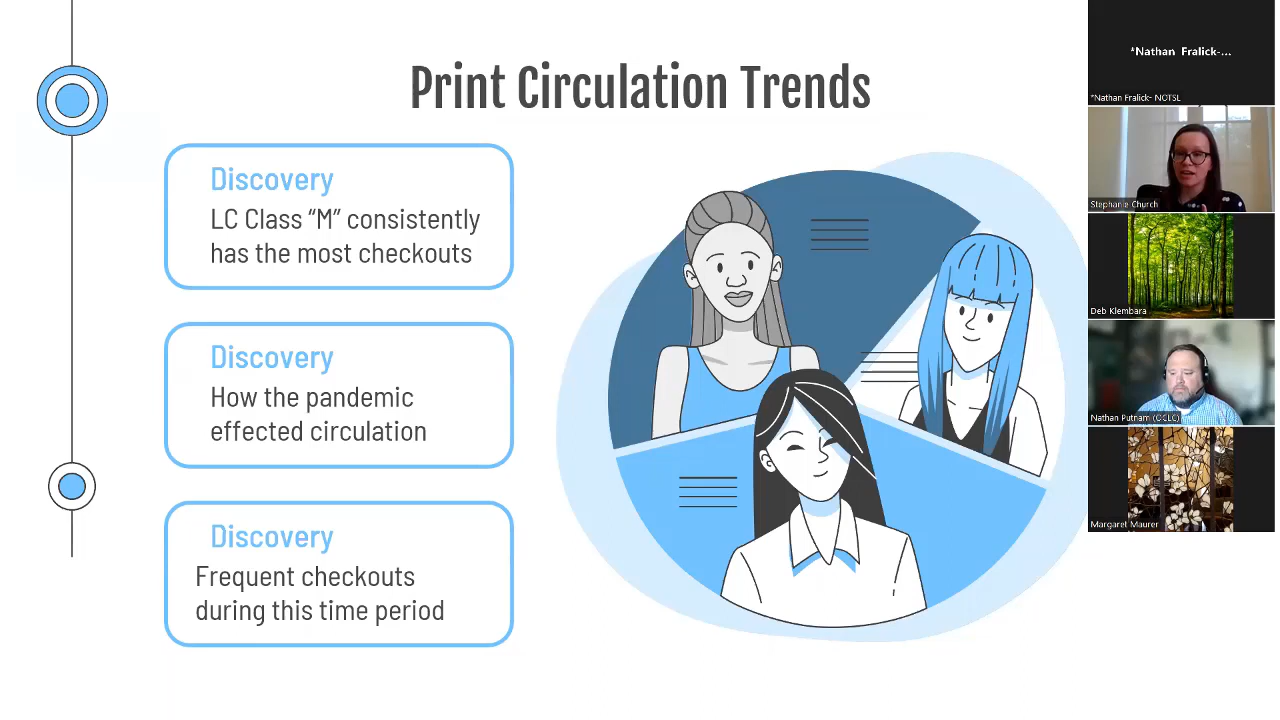 Print Circulation Trends
Discovery
LC Class “M” consistently
has the most checkouts
Discovery
How the pandemic
effected circulation
Discovery
Frequent checkouts
during this time period
*Nathan Fralick-...
*Nathan Fralick- NOTSL
Stephanie Church
Deb Klembara
Nathan Putnam (OCLC)
Margaret Maurer